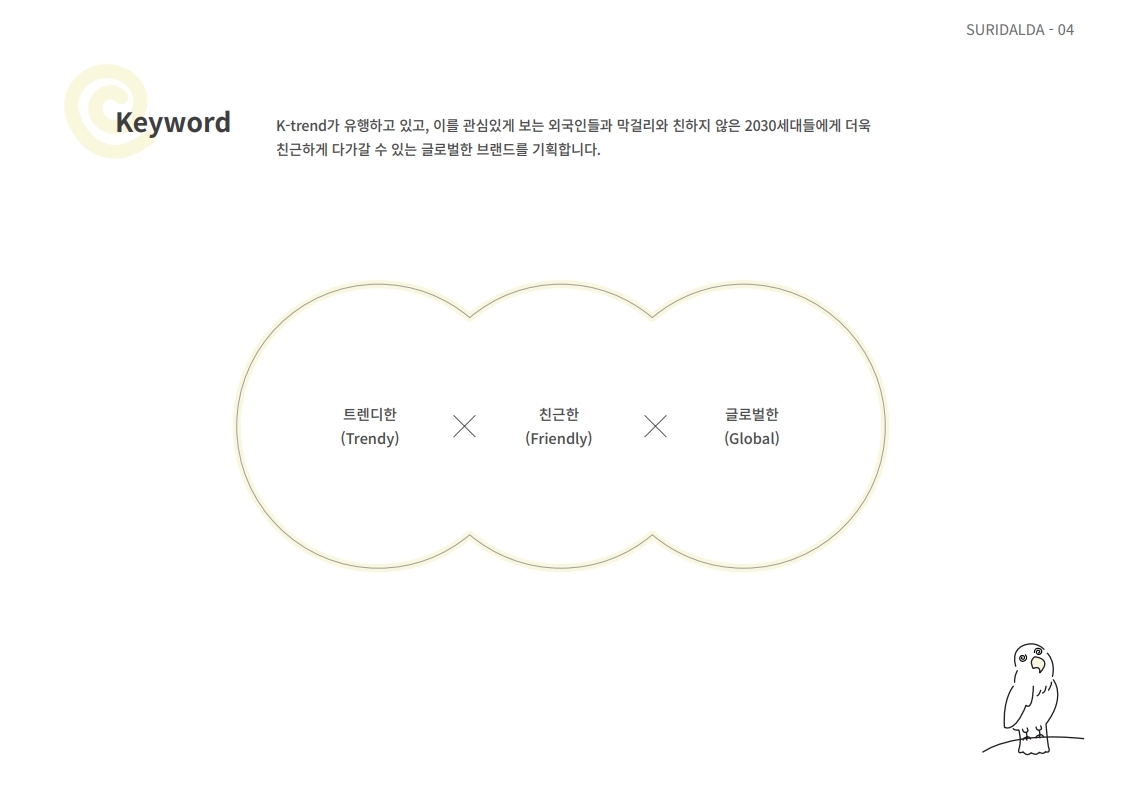 SURIDALDA - 04
Keyword
K-trend가 유행하고 있고, 이를 관심있게 보는 외국인들과 막걸리와 친하지 않은 2030세대들에게 더욱
친근하게 다가갈 수 있는 글로벌한 브랜드를 기획합니다.
트렌디한
(Trendy)
친근한
(Friendly)
글로벌한
(Global)